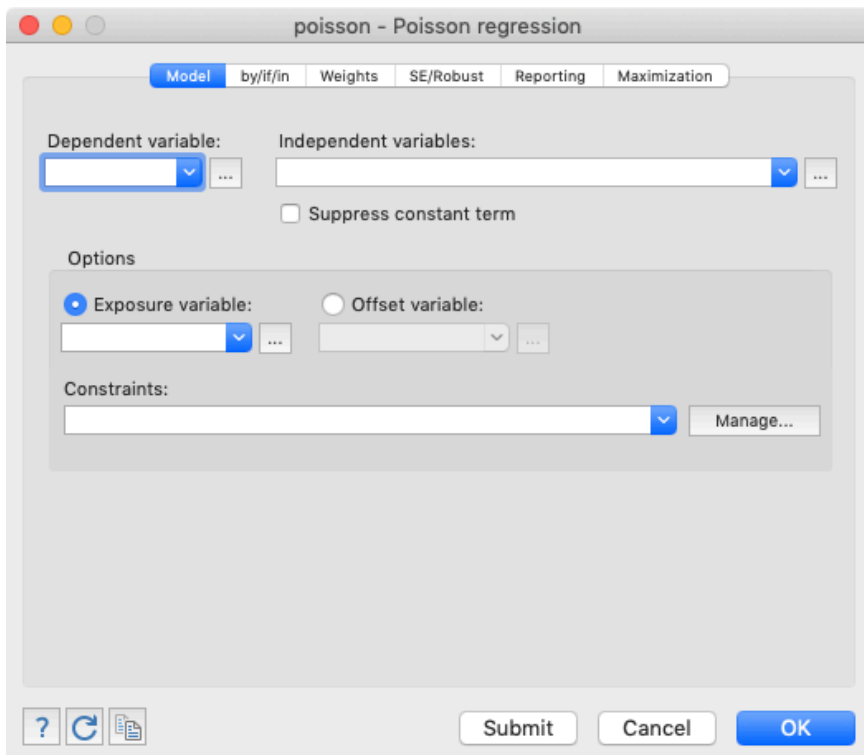 poisson - Poisson regression
Model by/if/in Weights SE/Robust Reporting Maximization
Dependent variable: Independent variables:
... ...
Suppress constant term
Options
Exposure variable: Offset variable:
... ...
Constraints:
Manage...
? Submit Cancel OK